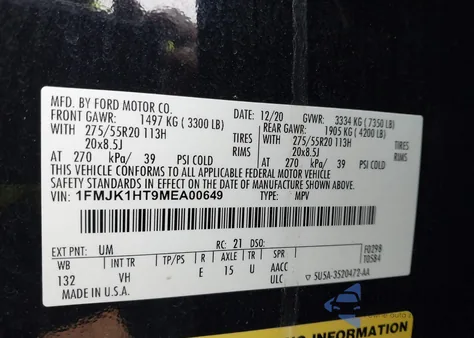 MFD. BY FORD MOTOR CO.
DATE: 12/20 GVWR: 3334 KG (7350 LB)
FRONT GAWR: 1497 KG (3300 LB) REAR GAWR: 1905 KG (4200 LB)
WITH 275/55R20 113H TIRES WITH 275/55R20 113H TIRES
20x8.5J RIMS 20x8.5J
AT 270 kPa/ 39 PSI COLD AT 270 kPa/ 39 PSI COLD
THIS VEHICLE CONFORMS TO ALL APPLICABLE FEDERAL MOTOR VEHICLE
SAFETY STANDARDS IN EFFECT ON THE DATE OF MANUFACTURE SHOWN ABOVE.
VIN: 1FMJK1HT9MEA00649 TYPE: MPV
EXT PNT: UM RC: 21 DSO: F0298
WB INT TR TP/PS R AXLE TR SPR T05B4
132 VH E 15 U AACC
ULC 5U5A-3520472-AA
MADE IN U.S.A.
INFORMATION